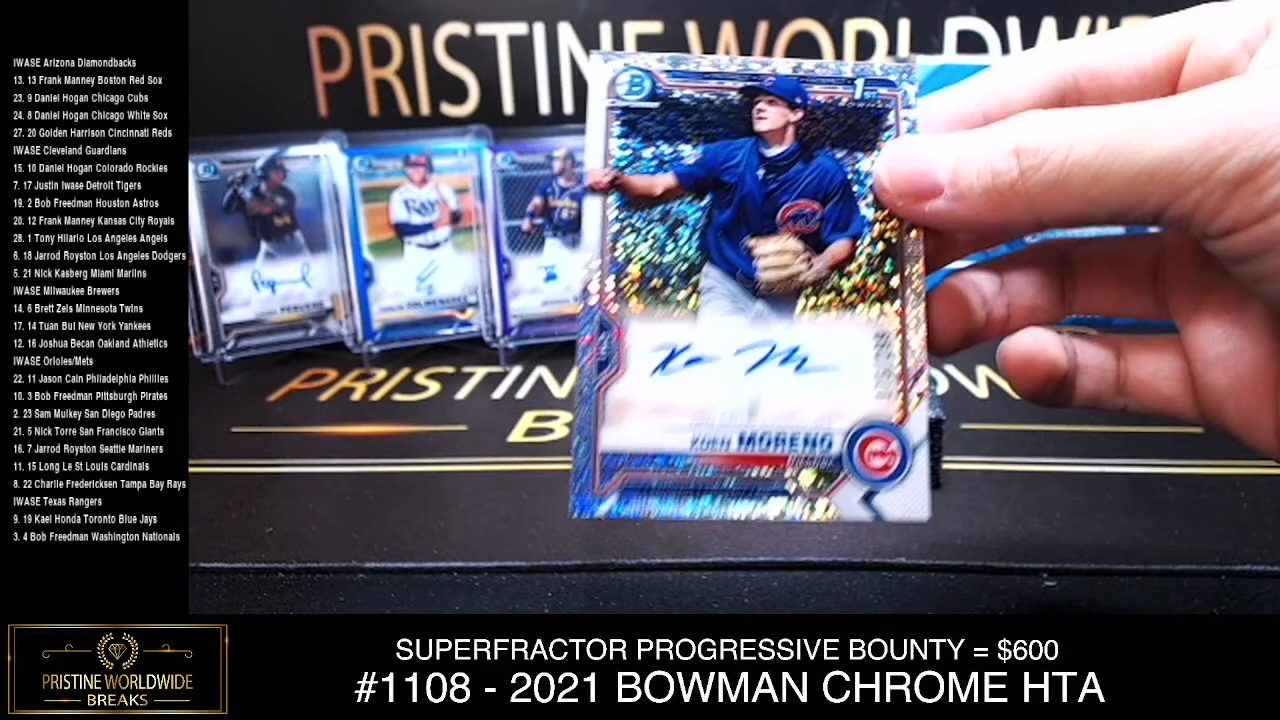 IWASE Arizona Diamondbacks
13. 13 Frank Manney Boston Red Sox
23. 9 Daniel Hogan Chicago Cubs
24. 8 Daniel Hogan Chicago White Sox
27. 20 Golden Harrison Cincinnati Reds
IWASE Cleveland Guardians
15. 10 Daniel Hogan Colorado Rockies
7. 17 Justin Iwase Detroit Tigers
19. 2 Bob Freedman Houston Astros
20. 12 Frank Manney Kansas City Royals
28. 1 Tony Hilario Los Angeles Angels
6. 18 Jarrod Royston Los Angeles Dodgers
5. 21 Nick Kasberg Miami Marlins
IWASE Milwaukee Brewers
14. 6 Brett Zels Minnesota Twins
17. 14 Tuan Bui New York Yankees
12. 16 Joshua Becan Oakland Athletics
IWASE Orioles/Mets
22. 11 Jason Cain Philadelphia Phillies
10. 3 Bob Freedman Pittsburgh Pirates
2. 23 Sam Mulkey San Diego Padres
21. 5 Nick Torre San Francisco Giants
16. 7 Jarrod Royston Seattle Mariners
11. 15 Long Le St Louis Cardinals
8. 22 Charlie Fredericksen Tampa Bay Rays
IWASE Texas Rangers
9. 19 Kael Honda Toronto Blue Jays
3. 4 Bob Freedman Washington Nationals
PRISTINE WORLDWI
B
1ST
Rays
KOEN MORENO
PRISTIN
DW
B
PRISTINE WORLDWIDE
BREAKS
SUPERFRACTOR PROGRESSIVE BOUNTY = $600
#1108 - 2021 BOWMAN CHROME HTA